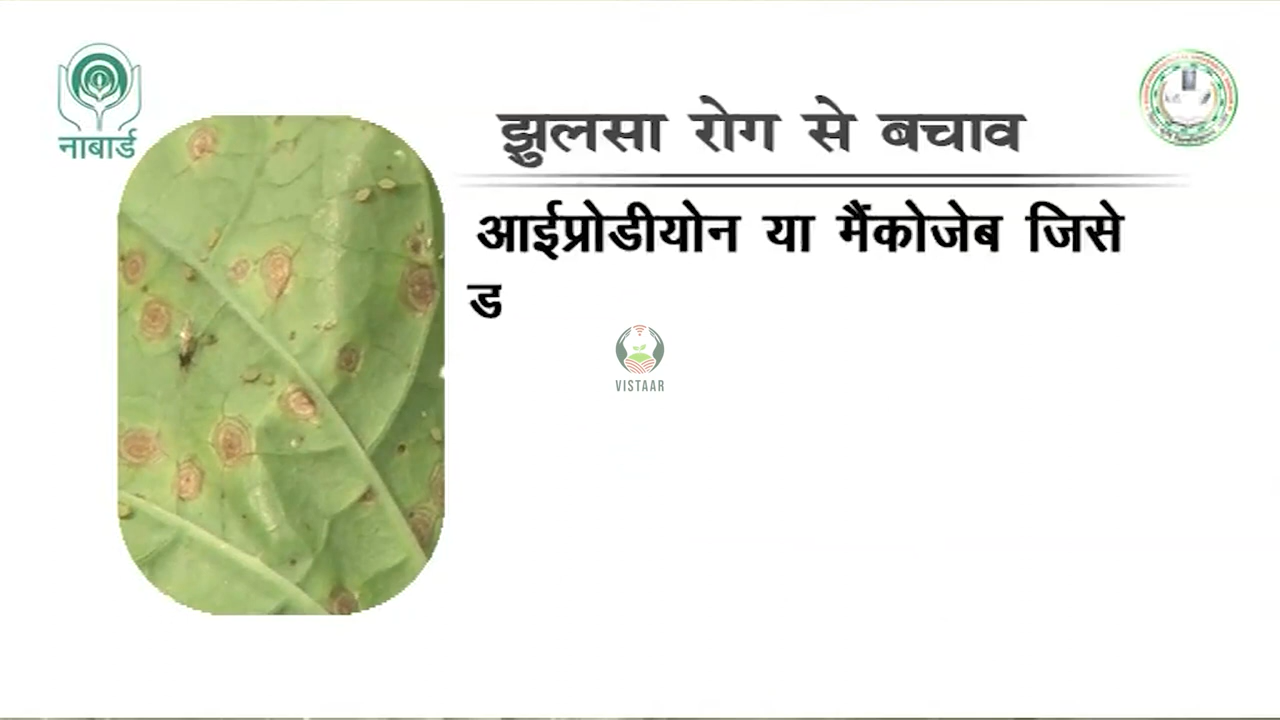 नाबार्ड
झुलसा रोग से बचाव
आईप्रोडीयोन या मैंकोजेब जिसे
ड
VISTAAR